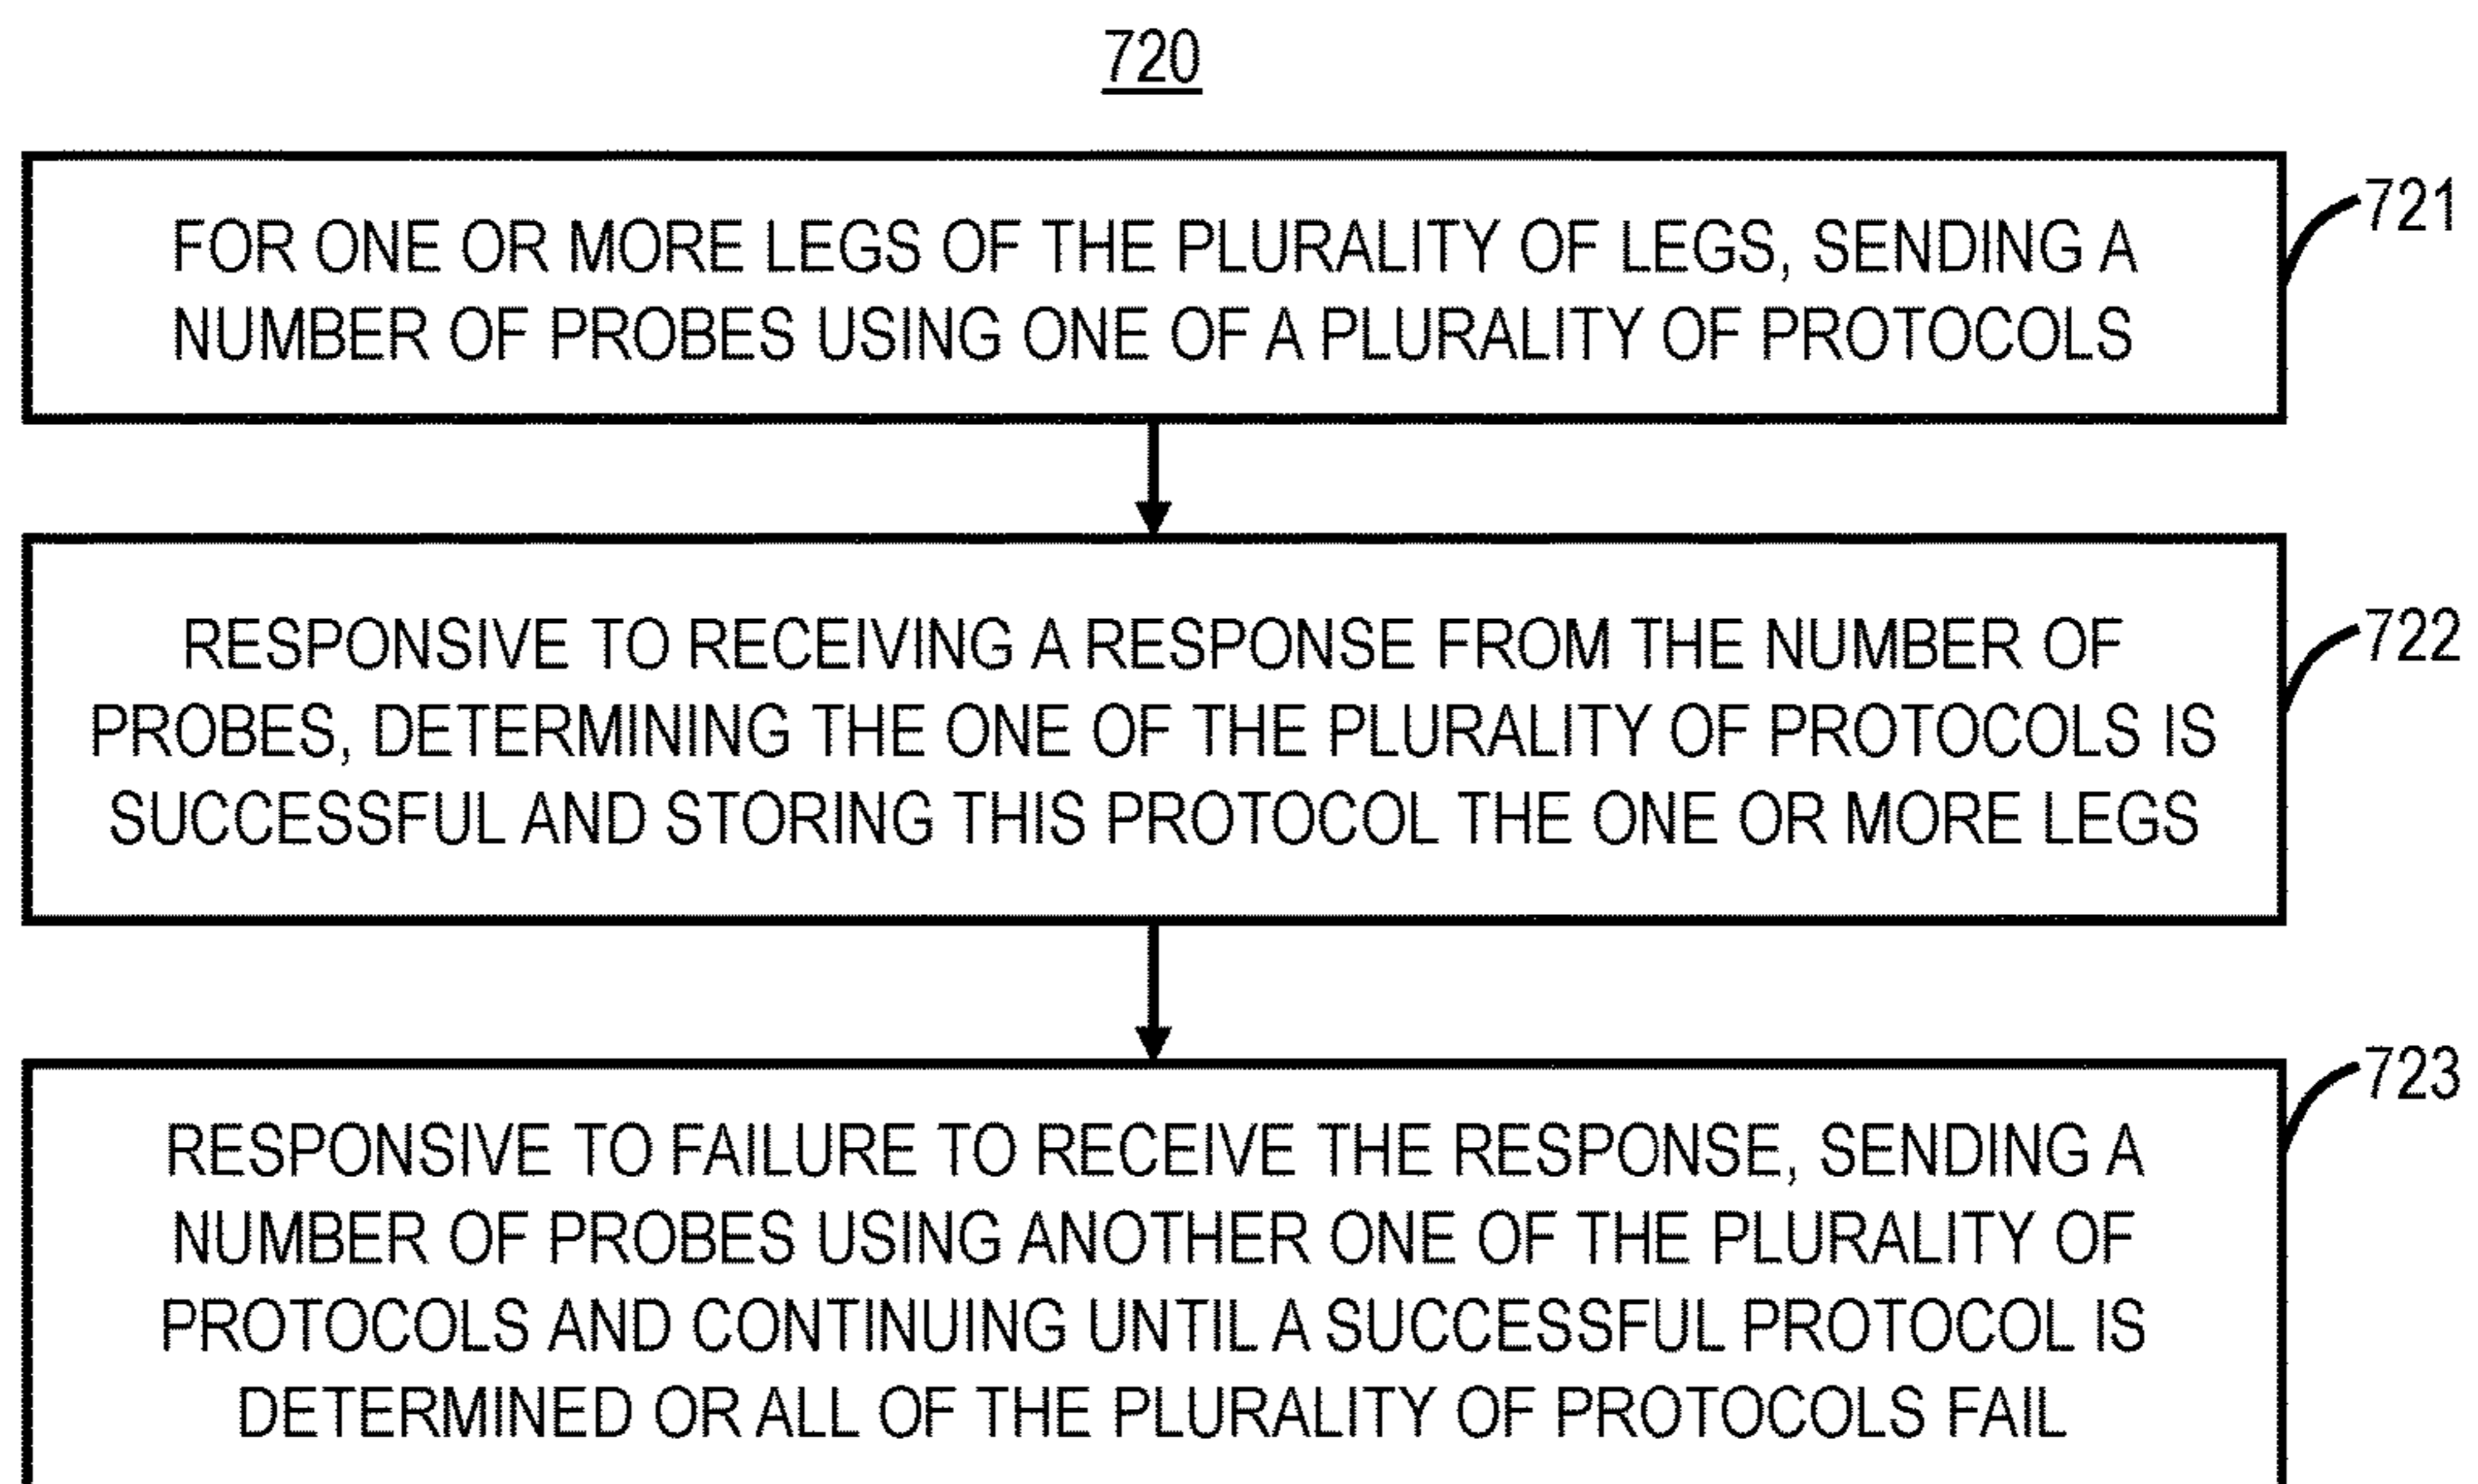 720
FOR ONE OR MORE LEGS OF THE PLURALITY OF LEGS, SENDING A
NUMBER OF PROBES USING ONE OF A PLURALITY OF PROTOCOLS
721
RESPONSIVE TO RECEIVING A RESPONSE FROM THE NUMBER OF
PROBES, DETERMINING THE ONE OF THE PLURALITY OF PROTOCOLS IS
SUCCESSFUL AND STORING THIS PROTOCOL THE ONE OR MORE LEGS
722
RESPONSIVE TO FAILURE TO RECEIVE THE RESPONSE, SENDING A
NUMBER OF PROBES USING ANOTHER ONE OF THE PLURALITY OF
PROTOCOLS AND CONTINUING UNTIL A SUCCESSFUL PROTOCOL IS
DETERMINED OR ALL OF THE PLURALITY OF PROTOCOLS FAIL
723